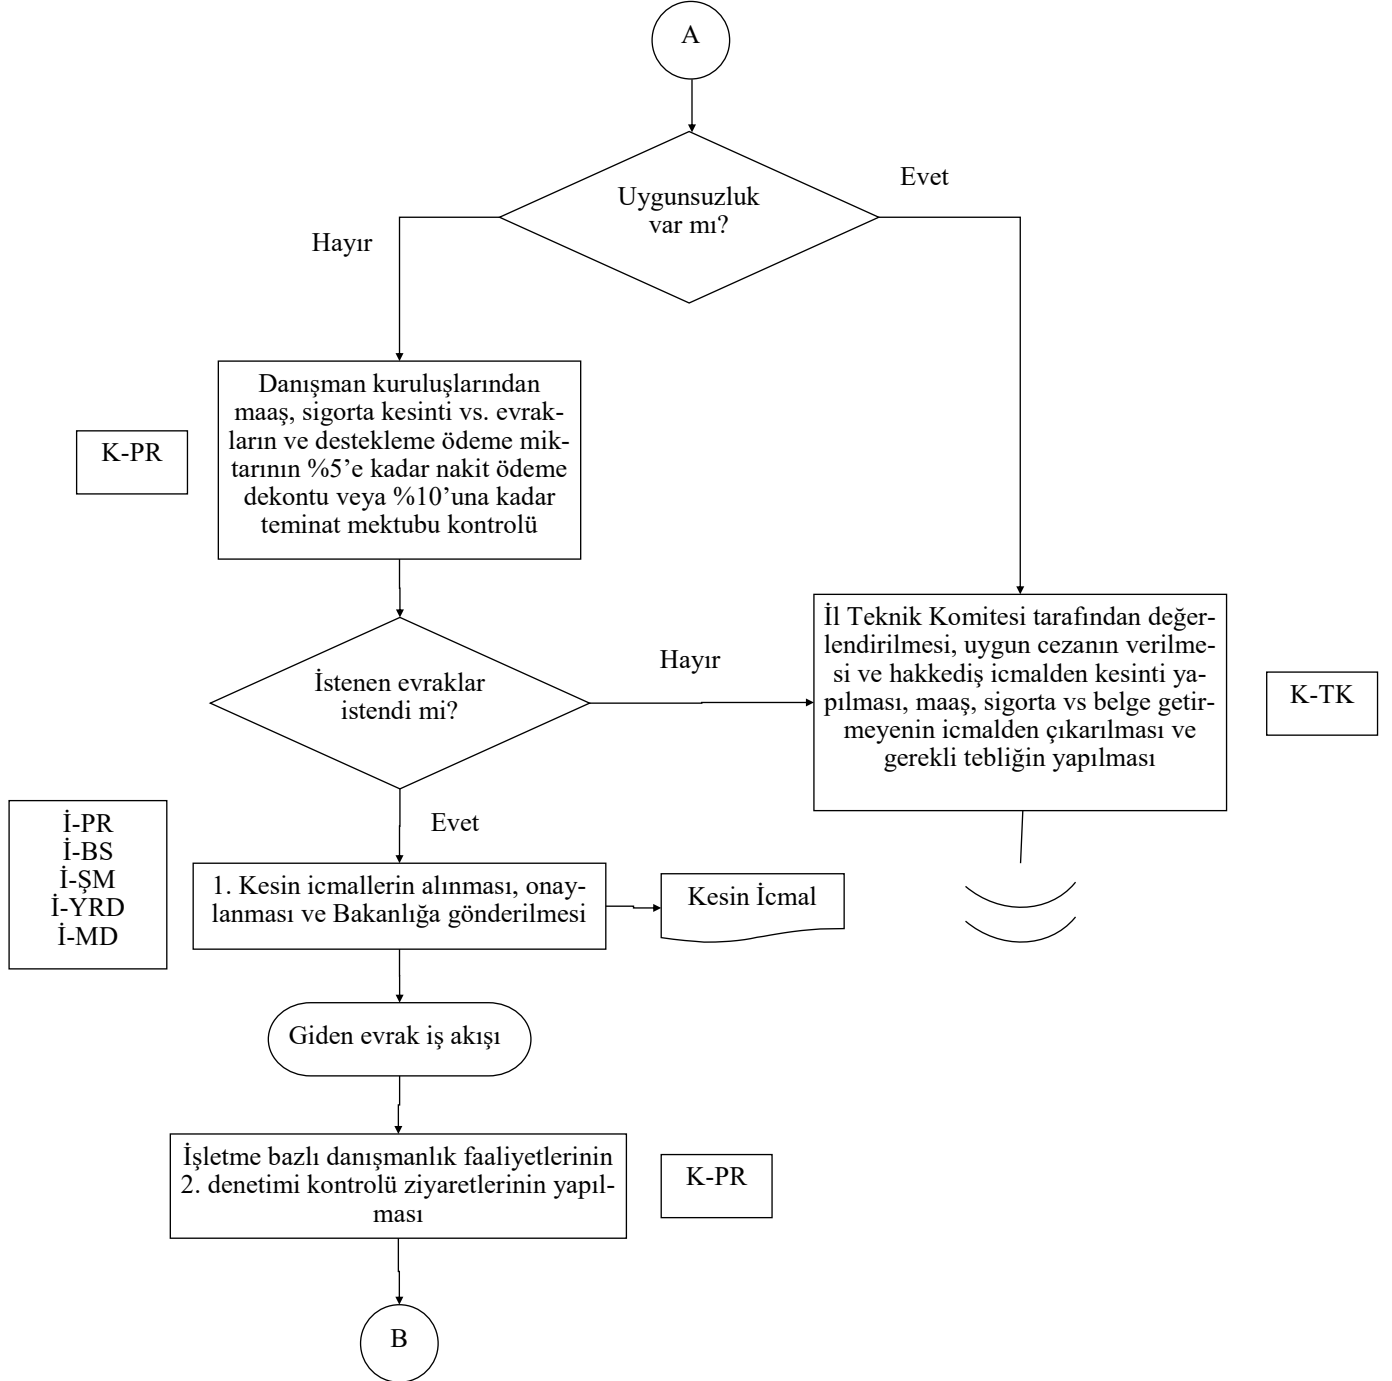 A
Uygunsuzluk
var mı?
Evet
Hayır
Danışman kuruluşlarından
maaş, sigorta kesinti vs. evrak-
ların ve destekleme ödeme mik-
tarının %5’e kadar nakit ödeme
dekontu veya %10’una kadar
teminat mektubu kontrolü
K-PR
İl Teknik Komitesi tarafından değer-
lendirilmesi, uygun cezanın verilme-
si ve hakkediş icmalden kesinti ya-
pılması, maaş, sigorta vs belge getir-
meyenin icmalden çıkarılması ve
gerekli tebliğin yapılması
K-TK
İstenen evraklar
istendi mi?
Hayır
Evet
İ-PR
İ-BS
İ-ŞM
İ-YRD
İ-MD
1. Kesin icmallerin alınması, onay-
lanması ve Bakanlığa gönderilmesi
Kesin İcmal
Giden evrak iş akışı
İşletme bazlı danışmanlık faaliyetlerinin
2. denetimi kontrolü ziyaretlerinin yapıl-
ması
K-PR
B